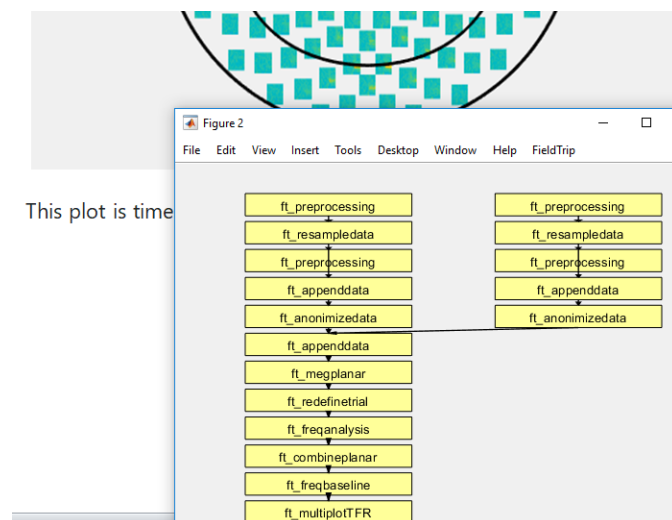 Figure 2
File Edit View Insert Tools Desktop Window Help FieldTrip
This plot is time
ft_preprocessing
ft_resampledata
ft_preprocessing
ft_appenddata
ft_anonimizedata
ft_appenddata
ft_megplanar
ft_redefinetrial
ft_freqanalysis
ft_combineplanar
ft_freqbaseline
ft_multiplotTFR
ft_preprocessing
ft_resampledata
ft_preprocessing
ft_appenddata
ft_anonimizedata